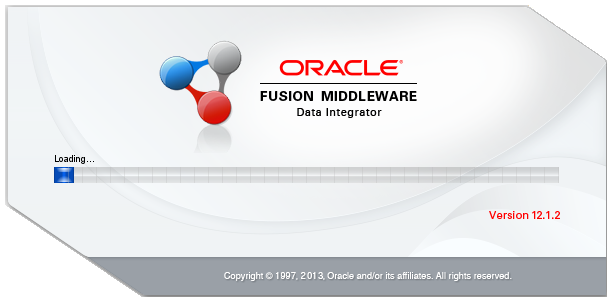 ORACLE®
FUSION MIDDLEWARE
Data Integrator
Loading...
Version 12.1.2
Copyright © 1997, 2013, Oracle and/or its affiliates. All rights reserved.